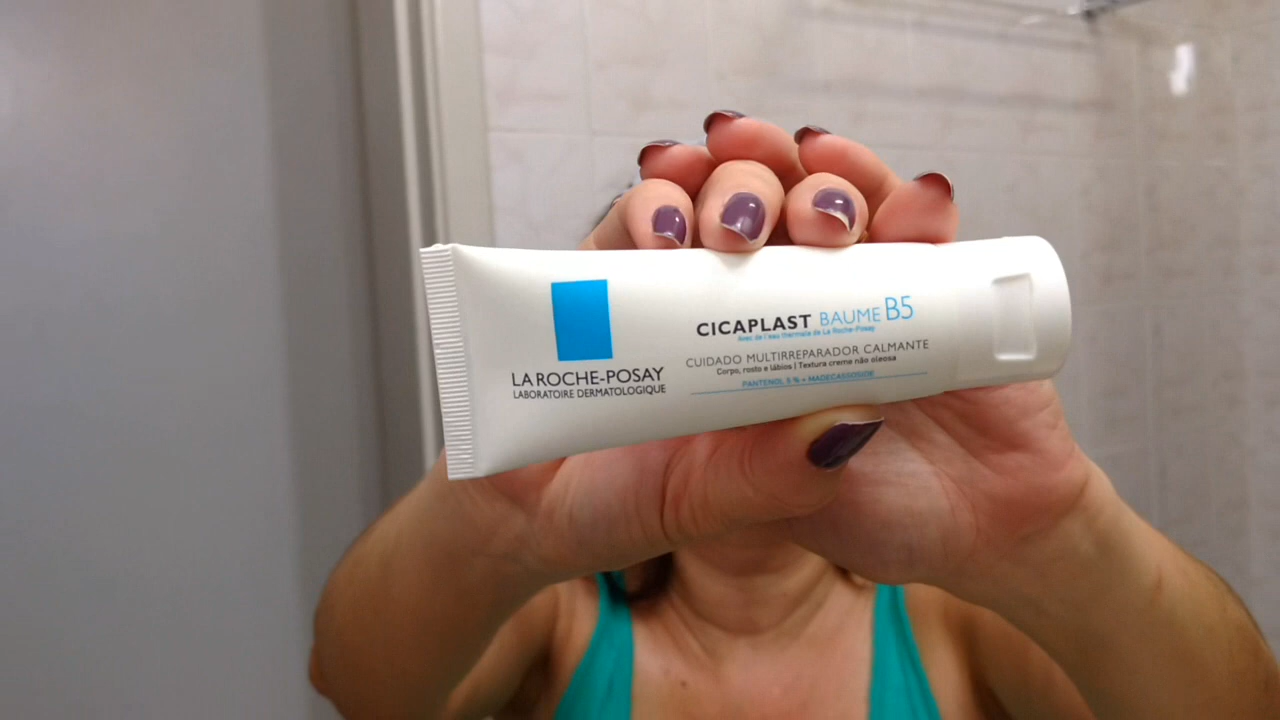 LA ROCHE-POSAY
LABORATOIRE DERMATOLOGIQUE
CICAPLAST BAUME B5
Avec de l'eau thermale de La Roche-Posay
CUIDADO MULTIRREPARADOR CALMANTE
Corpo, rosto e lábios | Textura creme não oleosa
PANTENOL 5% + MADECASSOSIDE